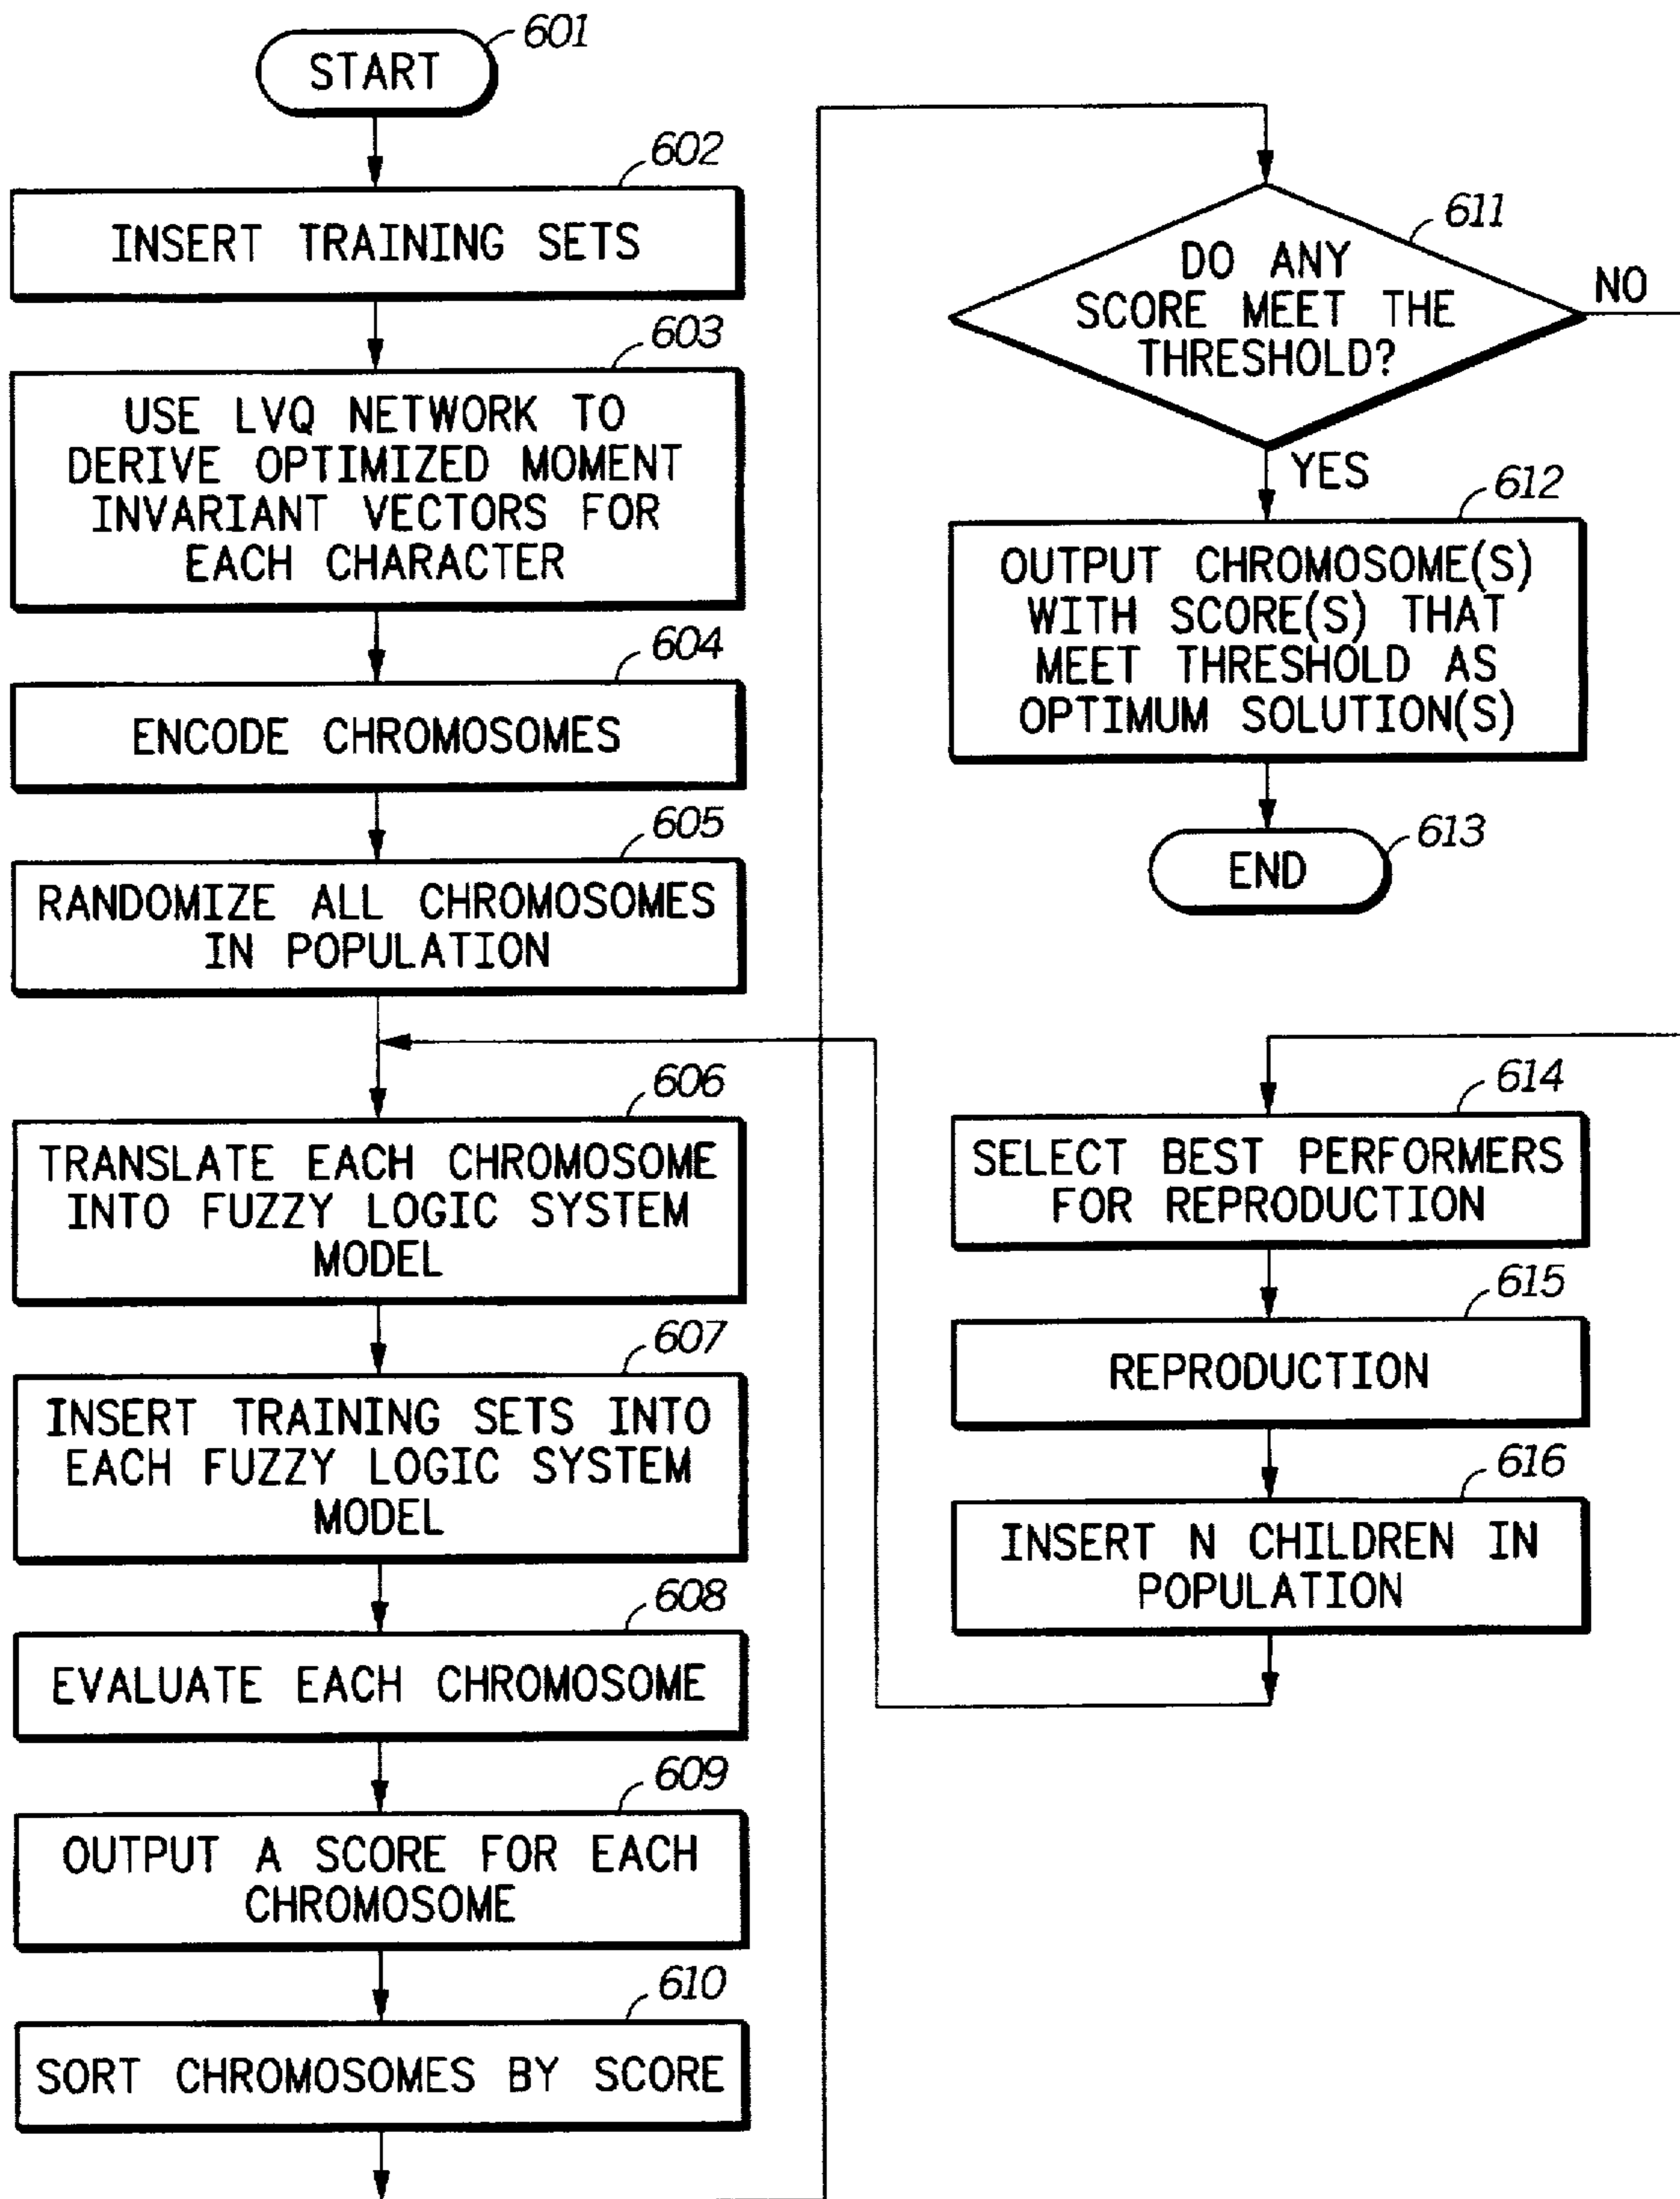 START
601
602
INSERT TRAINING SETS
603
USE LVQ NETWORK TO
DERIVE OPTIMIZED MOMENT
INVARIANT VECTORS FOR
EACH CHARACTER
604
ENCODE CHROMOSOMES
605
RANDOMIZE ALL CHROMOSOMES
IN POPULATION
606
TRANSLATE EACH CHROMOSOME
INTO FUZZY LOGIC SYSTEM
MODEL
607
INSERT TRAINING SETS INTO
EACH FUZZY LOGIC SYSTEM
MODEL
608
EVALUATE EACH CHROMOSOME
609
OUTPUT A SCORE FOR EACH
CHROMOSOME
610
SORT CHROMOSOMES BY SCORE
611
DO ANY
SCORE MEET THE
THRESHOLD?
NO
YES
612
OUTPUT CHROMOSOME(S)
WITH SCORE(S) THAT
MEET THRESHOLD AS
OPTIMUM SOLUTION(S)
613
END
614
SELECT BEST PERFORMERS
FOR REPRODUCTION
615
REPRODUCTION
616
INSERT N CHILDREN IN
POPULATION